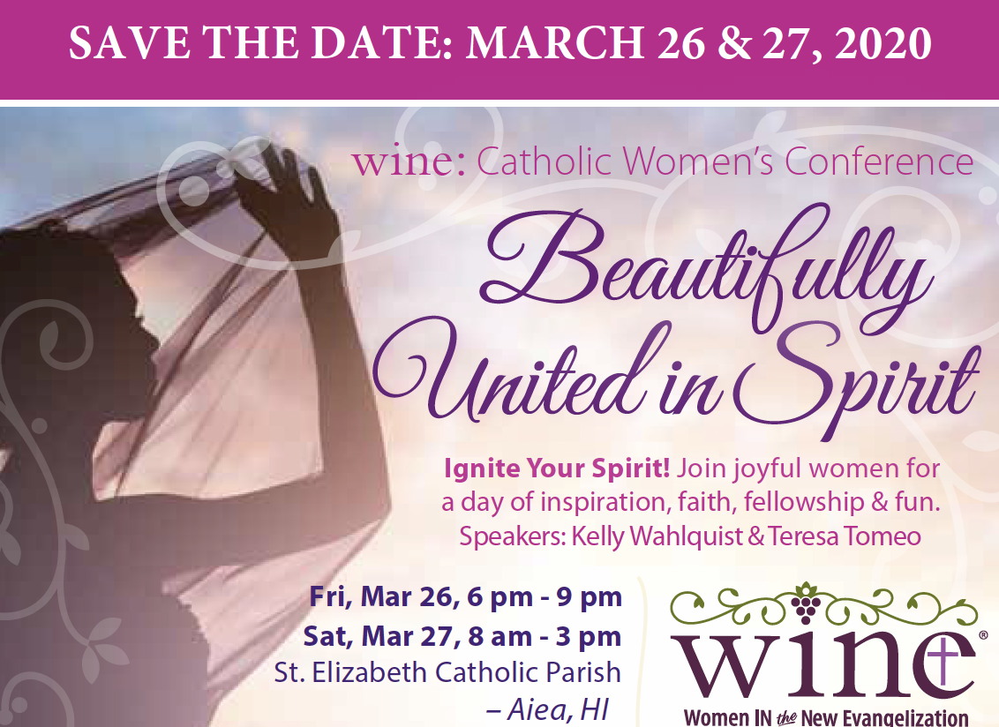 SAVE THE DATE: MARCH 26 & 27, 2020
wine: Catholic Women's Conference
Beautifully
United in Spirit
Ignite Your Spirit! Join joyful women for
a day of inspiration, faith, fellowship & fun.
Speakers: Kelly Wahlquist & Teresa Tomeo
Fri, Mar 26, 6 pm - 9 pm
Sat, Mar 27, 8 am - 3 pm
St. Elizabeth Catholic Parish
– Aiea, HI
wine®
Women IN the New Evangelization